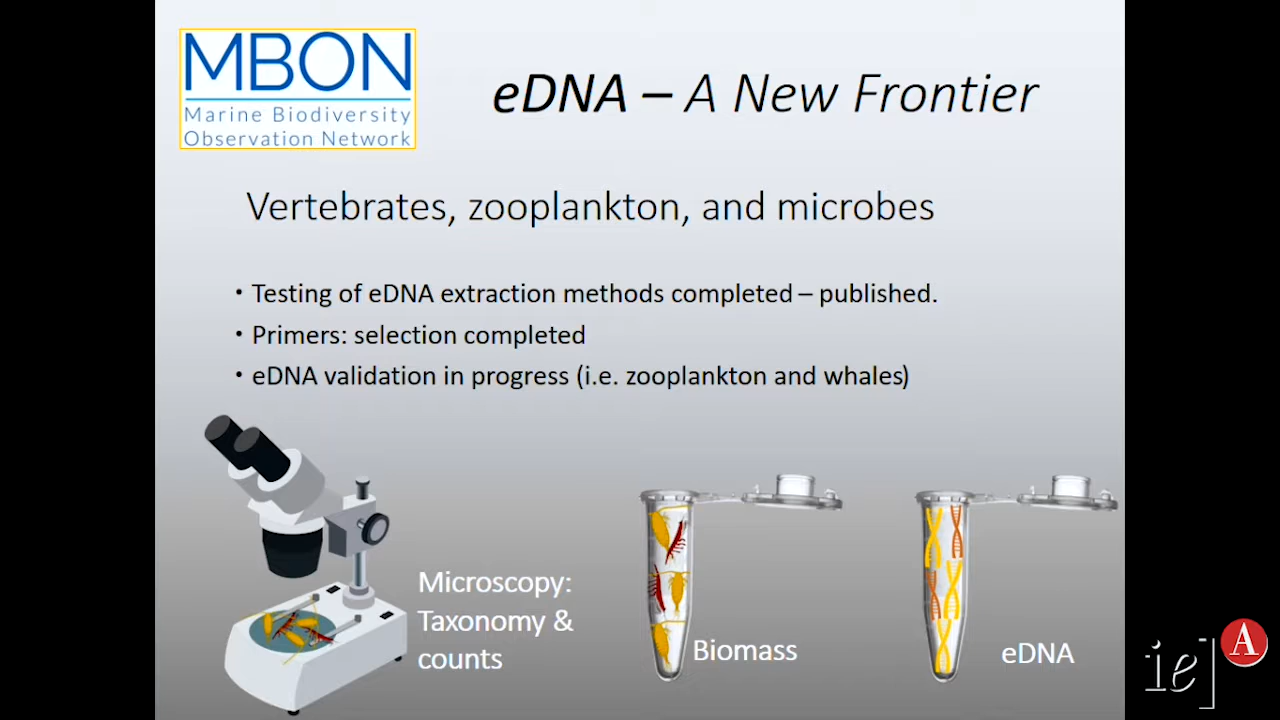 MBON
Marine Biodiversity
Observation Network
eDNA – A New Frontier
Vertebrates, zooplankton, and microbes
• Testing of eDNA extraction methods completed – published.
• Primers: selection completed
• eDNA validation in progress (i.e. zooplankton and whales)
Microscopy:
Taxonomy &
counts
Biomass
eDNA
ie]
A